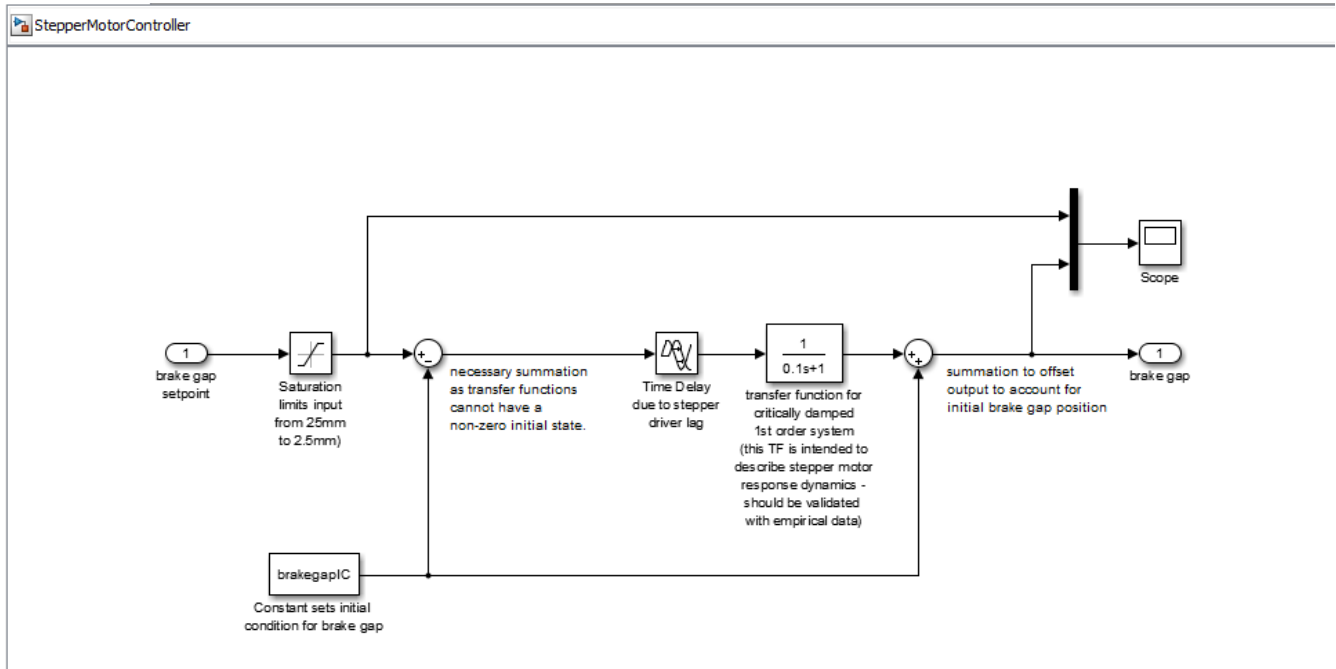 StepperMotorController
Scope
1
brake gap
setpoint
Saturation
limits input
from 25mm
to 2.5mm)
+
−
necessary summation
as transfer functions
cannot have a
non-zero initial state.
Time Delay
due to stepper
driver lag
1
0.1s+1
transfer function for
critically damped
1st order system
(this TF is intended to
describe stepper motor
response dynamics -
should be validated
with empirical data)
+
+
summation to offset
output to account for
initial brake gap position
1
brake gap
brakegapIC
Constant sets initial
condition for brake gap